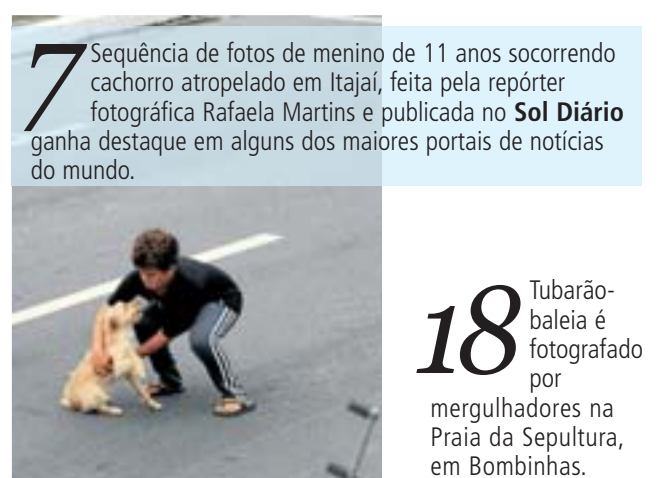 7 Sequência de fotos de menino de 11 anos socorrendo
cachorro atropelado em Itajaí, feita pela repórter
fotográfica Rafaela Martins e publicada no Sol Diário
ganha destaque em alguns dos maiores portais de notícias
do mundo.
18 Tubarão-
baleia é
fotografado
por
mergulhadores na
Praia da Sepultura,
em Bombinhas.